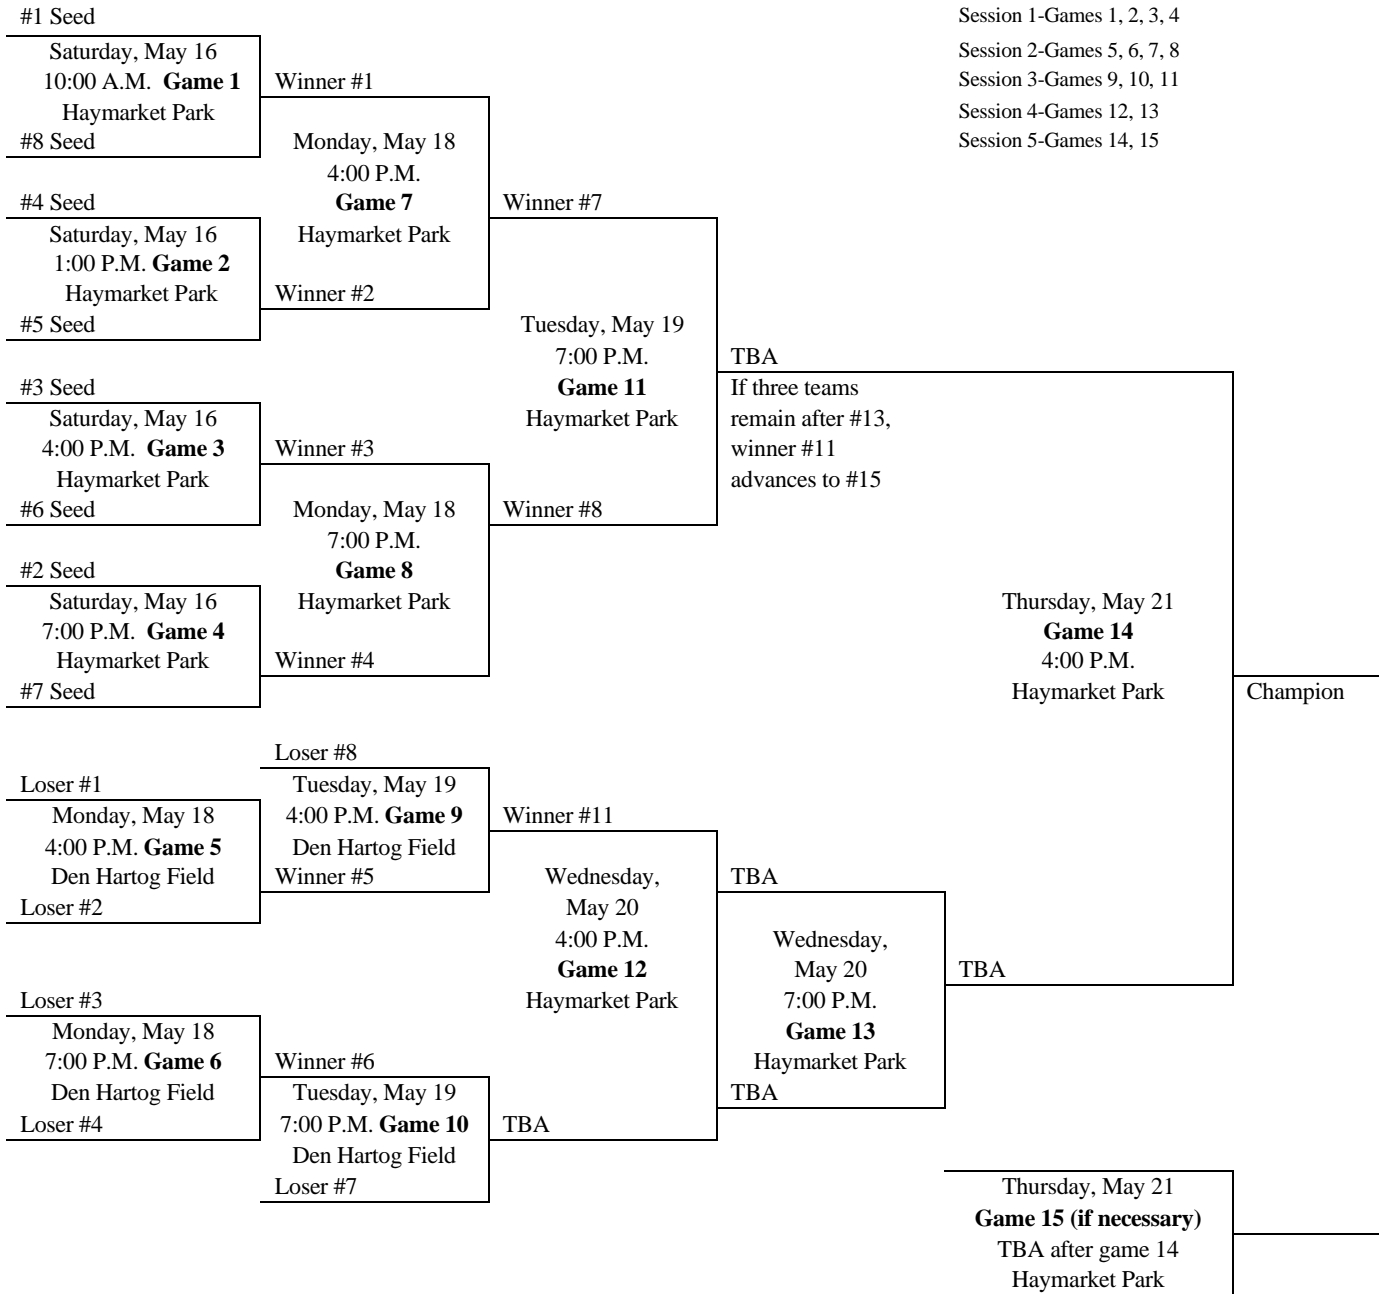 #1 Seed
Saturday, May 16
10:00 A.M. Game 1
Haymarket Park
#8 Seed
#4 Seed
Saturday, May 16
1:00 P.M. Game 2
Haymarket Park
#5 Seed
#3 Seed
Saturday, May 16
4:00 P.M. Game 3
Haymarket Park
#6 Seed
#2 Seed
Saturday, May 16
7:00 P.M. Game 4
Haymarket Park
#7 Seed
Winner #1
Monday, May 18
4:00 P.M.
Game 7
Haymarket Park
Winner #2
Winner #3
Monday, May 18
7:00 P.M.
Game 8
Haymarket Park
Winner #4
Winner #7
Tuesday, May 19
7:00 P.M.
Game 11
Haymarket Park
Winner #8
TBA
If three teams
remain after #13,
winner #11
advances to #15
Session 1-Games 1, 2, 3, 4
Session 2-Games 5, 6, 7, 8
Session 3-Games 9, 10, 11
Session 4-Games 12, 13
Session 5-Games 14, 15
Thursday, May 21
Game 14
4:00 P.M.
Haymarket Park
Champion
Loser #1
Monday, May 18
4:00 P.M. Game 5
Den Hartog Field
Loser #2
Loser #3
Monday, May 18
7:00 P.M. Game 6
Den Hartog Field
Loser #4
Loser #8
Tuesday, May 19
4:00 P.M. Game 9
Den Hartog Field
Winner #5
Winner #6
Tuesday, May 19
7:00 P.M. Game 10
Den Hartog Field
Loser #7
Winner #11
Wednesday,
May 20
4:00 P.M.
Game 12
Haymarket Park
TBA
TBA
Wednesday,
May 20
7:00 P.M.
Game 13
Haymarket Park
TBA
TBA
Thursday, May 21
Game 15 (if necessary)
TBA after game 14
Haymarket Park